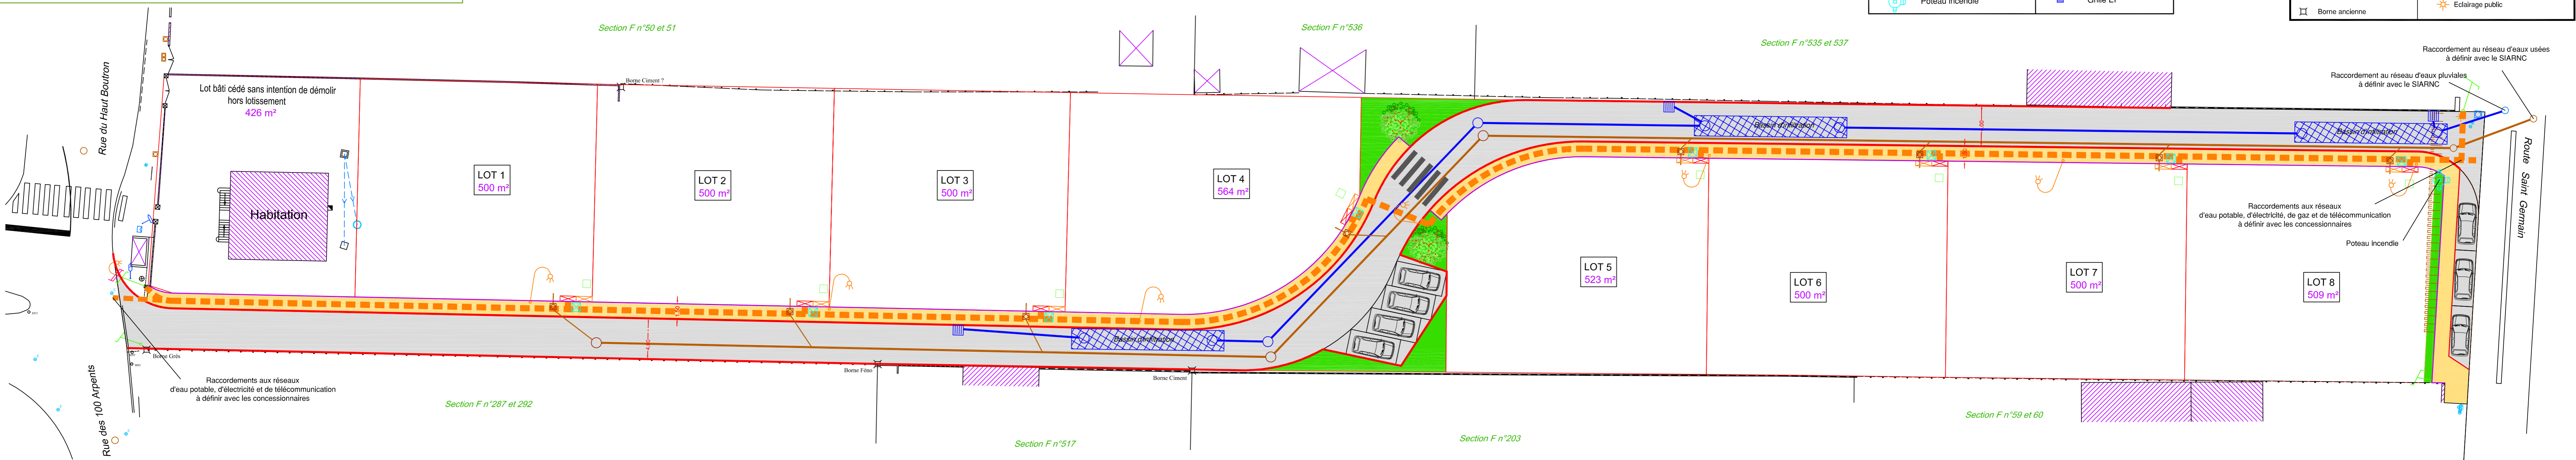 Section F n°50 et 51
Section F n°536
Section F n°535 et 537
Poteau incendie
Grille EP
Borne ancienne
Eclairage public
Raccordement au réseau d'eaux usées
à définir avec le SIARNC
Raccordement au réseau d'eaux pluviales
à définir avec le SIARNC
Rue du Haut Boutron
Lot bâti cédé sans intention de démolir
hors lotissement
426 m²
Borne Ciment ?
Habitation
LOT 1
500 m²
LOT 2
500 m²
LOT 3
500 m²
LOT 4
564 m²
LOT 5
523 m²
LOT 6
500 m²
LOT 7
500 m²
LOT 8
509 m²
Bassin d'infiltration
Bassin d'infiltration
Bassin d'infiltration
Route Saint Germain
Raccordements aux réseaux
d'eau potable, d'électricité, de gaz et de télécommunication
à définir avec les concessionnaires
Poteau incendie
Borne Grès
Borne Féno
Borne Ciment
Raccordements aux réseaux
d'eau potable, d'électricité et de télécommunication
à définir avec les concessionnaires
Rue des 100 Arpents
Section F n°287 et 292
Section F n°517
Section F n°203
Section F n°59 et 60